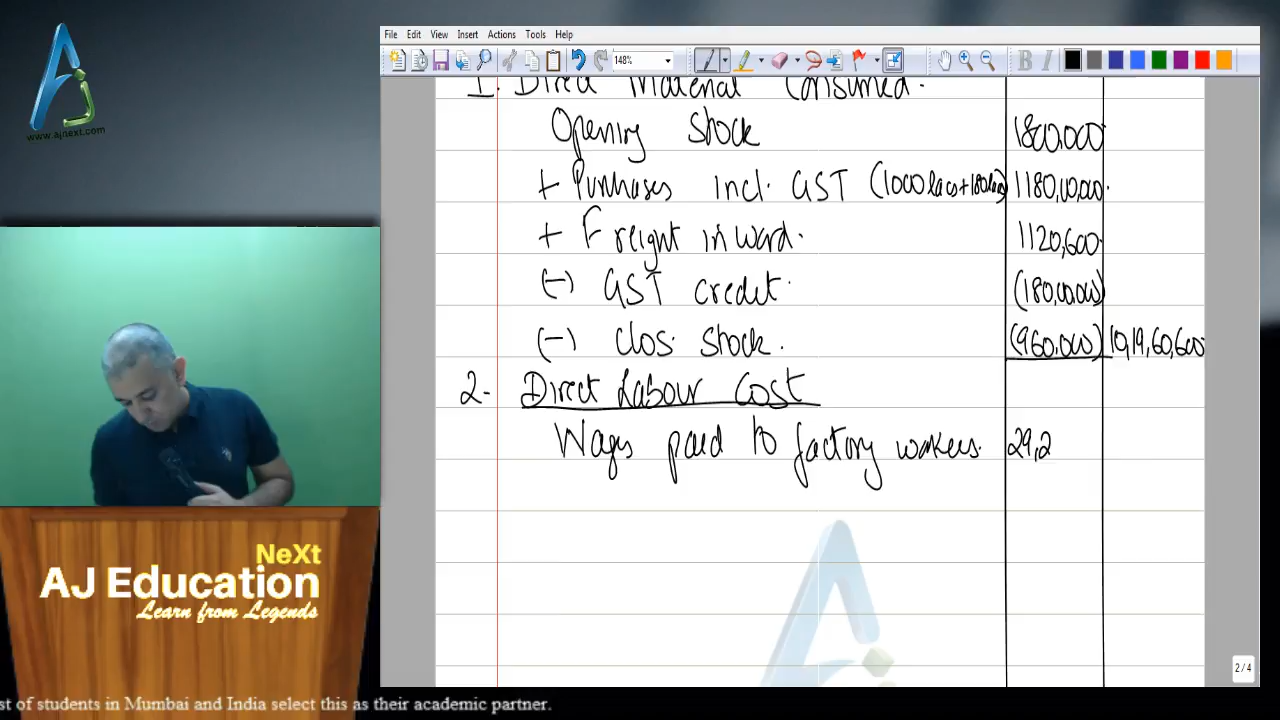 File Edit View Insert Actions Tools Help
148%
B I
www.ajnext.com
1. Direct Material Consumed.
Opening Stock 1800,000
+ Purchases incl. GST (1000 lacs + 180 lacs) 1180,00,000
+ Freight inward. 1120,600
(-) GST credit (180,00,000)
(-) Clos. Stock. (960,000) 10,19,60,600
2. Direct Labour Cost
Wages paid to factory workers. 29,2
NeXt
AJ Education
Learn from Legends
2 / 4
st of students in Mumbai and India select this as their academic partner.